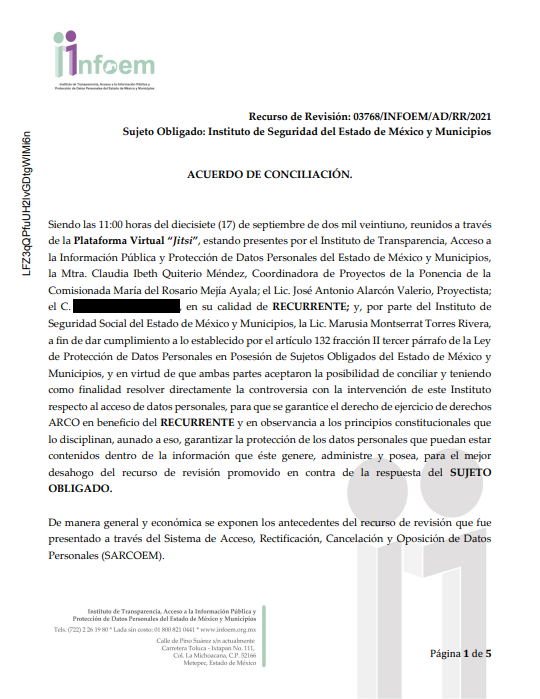 infoem
Instituto de Transparencia, Acceso a la Información Pública y
Protección de Datos Personales del Estado de México y Municipios
Recurso de Revisión: 03768/INFOEM/AD/RR/2021
Sujeto Obligado: Instituto de Seguridad del Estado de México y Municipios
LFZ3qQPfuUH2IvGDtgWIMi6n
ACUERDO DE CONCILIACIÓN.
Siendo las 11:00 horas del diecisiete (17) de septiembre de dos mil veintiuno, reunidos a través
de la Plataforma Virtual “Jitsi”, estando presentes por el Instituto de Transparencia, Acceso a
la Información Pública y Protección de Datos Personales del Estado de México y Municipios,
la Mtra. Claudia Ibeth Quiterio Méndez, Coordinadora de Proyectos de la Ponencia de la
Comisionada María del Rosario Mejía Ayala; el Lic. José Antonio Alarcón Valerio, Proyectista;
el C. , en su calidad de RECURRENTE; y, por parte del Instituto de
Seguridad Social del Estado de México y Municipios, la Lic. Marusia Montserrat Torres Rivera,
a fin de dar cumplimiento a lo establecido por el artículo 132 fracción II tercer párrafo de la Ley
de Protección de Datos Personales en Posesión de Sujetos Obligados del Estado de México y
Municipios, y en virtud de que ambas partes aceptaron la posibilidad de conciliar y teniendo
como finalidad resolver directamente la controversia con la intervención de este Instituto
respecto al acceso de datos personales, para que se garantice el derecho de ejercicio de derechos
ARCO en beneficio del RECURRENTE y en observancia a los principios constitucionales que
lo disciplinan, aunado a eso, garantizar la protección de los datos personales que puedan estar
contenidos dentro de la información que éste genere, administre y posea, para el mejor
desahogo del recurso de revisión promovido en contra de la respuesta del SUJETO
OBLIGADO.
De manera general y económica se exponen los antecedentes del recurso de revisión que fue
presentado a través del Sistema de Acceso, Rectificación, Cancelación y Oposición de Datos
Personales (SARCOEM).
Instituto de Transparencia, Acceso a la Información Pública y
Protección de Datos Personales del Estado de México y Municipios
Tels. (722) 2 26 19 80 * Lada sin costo: 01 800 821 0441 * www.infoem.org.mx
Calle de Pino Suárez s/n actualmente
Carretera Toluca - Ixtapan No. 111,
Col. La Michoacana, C.P. 52166
Metepec, Estado de México
Página 1 de 5